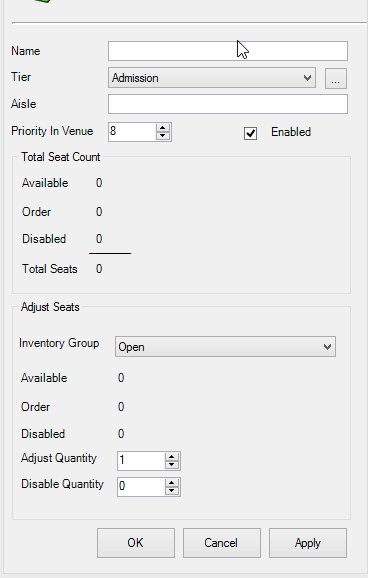 Name
Tier Admission ...
Aisle
Priority In Venue 8 Enabled
Total Seat Count
Available 0
Order 0
Disabled 0
Total Seats 0
Adjust Seats
Inventory Group Open
Available 0
Order 0
Disabled 0
Adjust Quantity 1
Disable Quantity 0
OK Cancel Apply